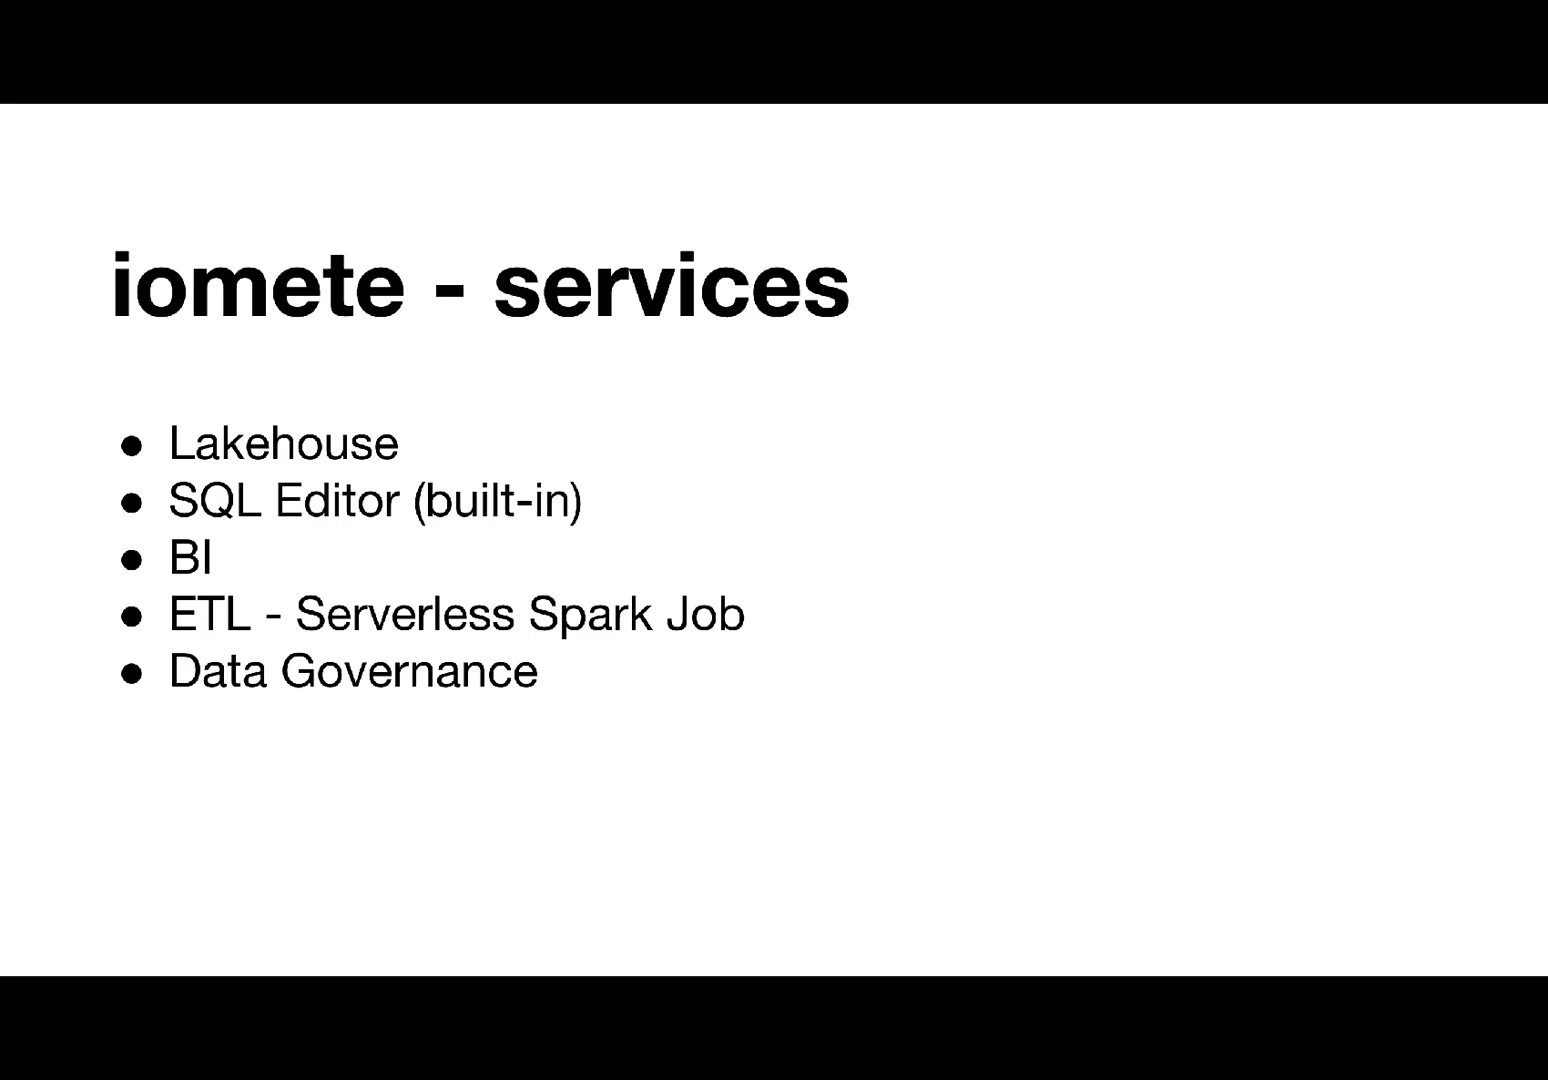 iomete - services
● Lakehouse
● SQL Editor (built-in)
● BI
● ETL - Serverless Spark Job
● Data Governance